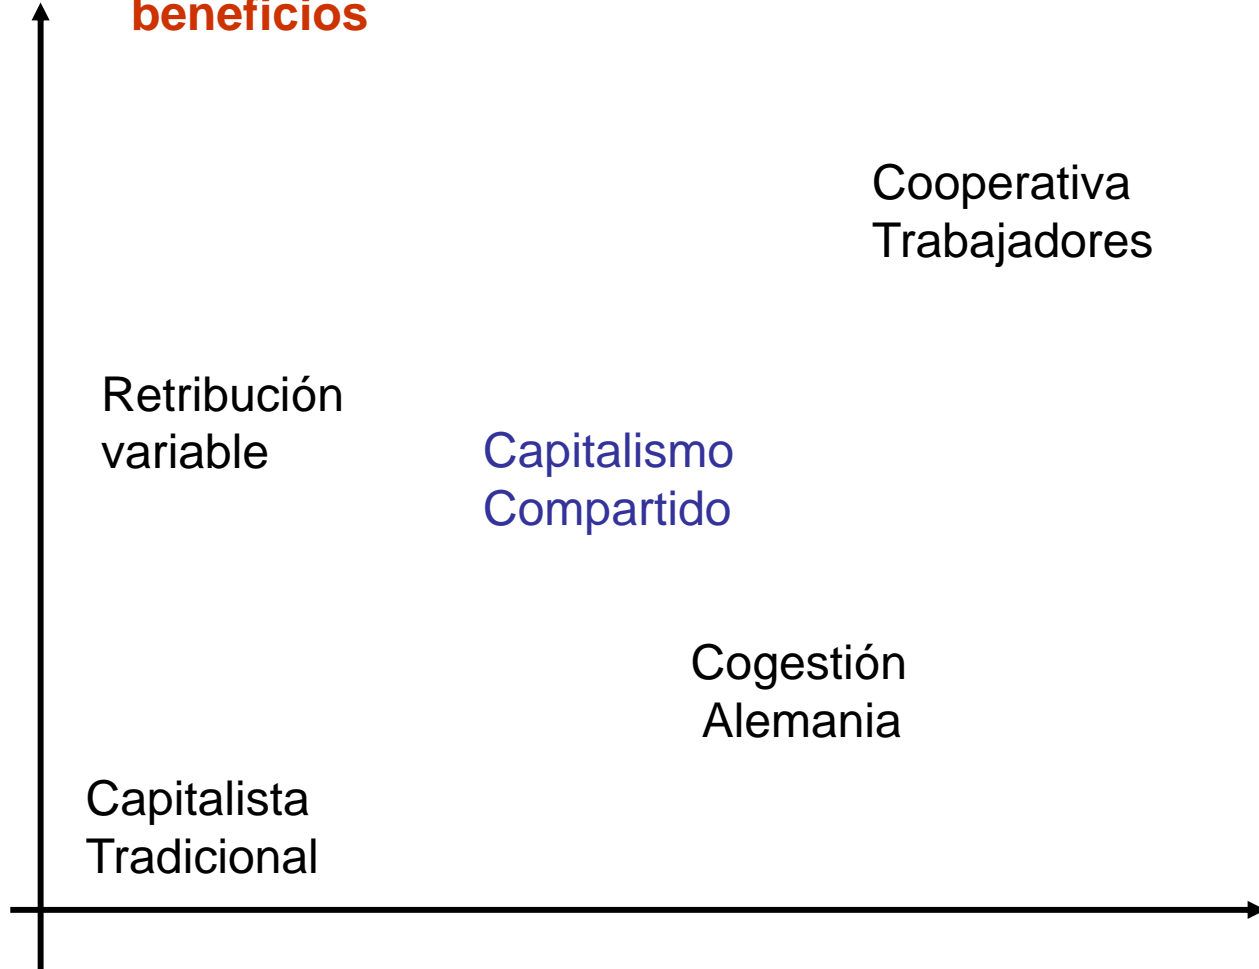 beneficios
Cooperativa
Trabajadores
Retribución
variable
Capitalismo
Compartido
Cogestión
Alemania
Capitalista
Tradicional